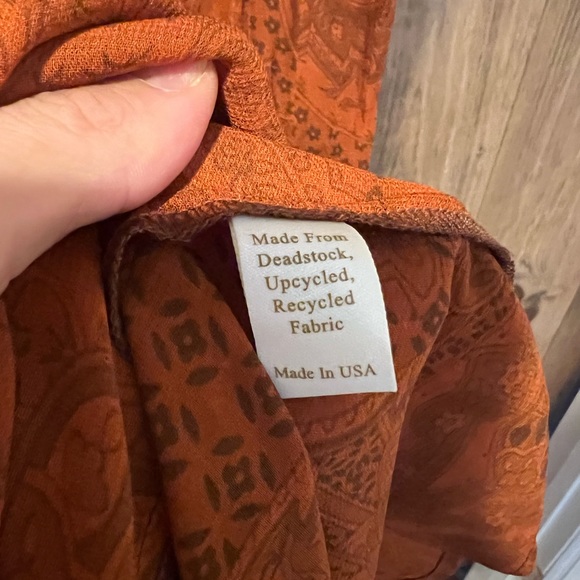 Made From
Deadstock,
Upcycled,
Recycled
Fabric
Made In USA